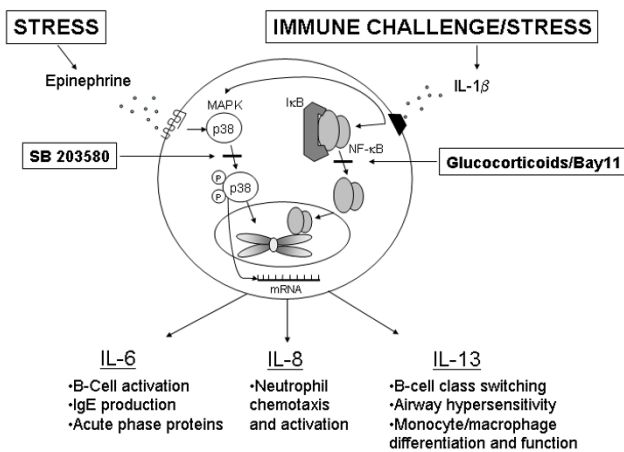 STRESS
IMMUNE CHALLENGE/STRESS
Epinephrine
IL-1β
MAPK
p38
IκB
NF-κB
SB 203580
Glucocorticoids/Bay11
P
P
p38
mRNA
IL-6
•B-Cell activation
•IgE production
•Acute phase proteins
IL-8
•Neutrophil
chemotaxis
and activation
IL-13
•B-cell class switching
•Airway hypersensitivity
•Monocyte/macrophage
differentiation and function